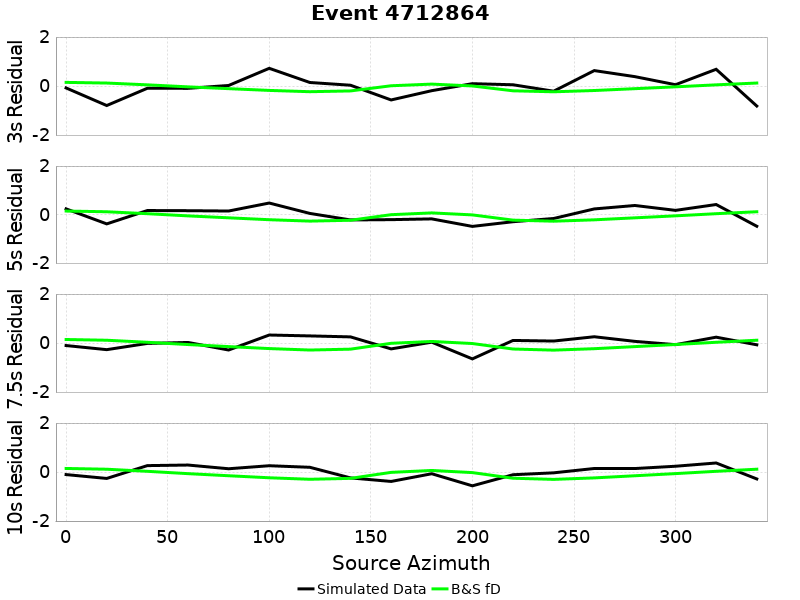 Event 4712864
3s Residual
2
0
-2
5s Residual
2
0
-2
7.5s Residual
2
0
-2
10s Residual
2
0
-2
0 50 100 150 200 250 300
Source Azimuth
Simulated Data B&S fD